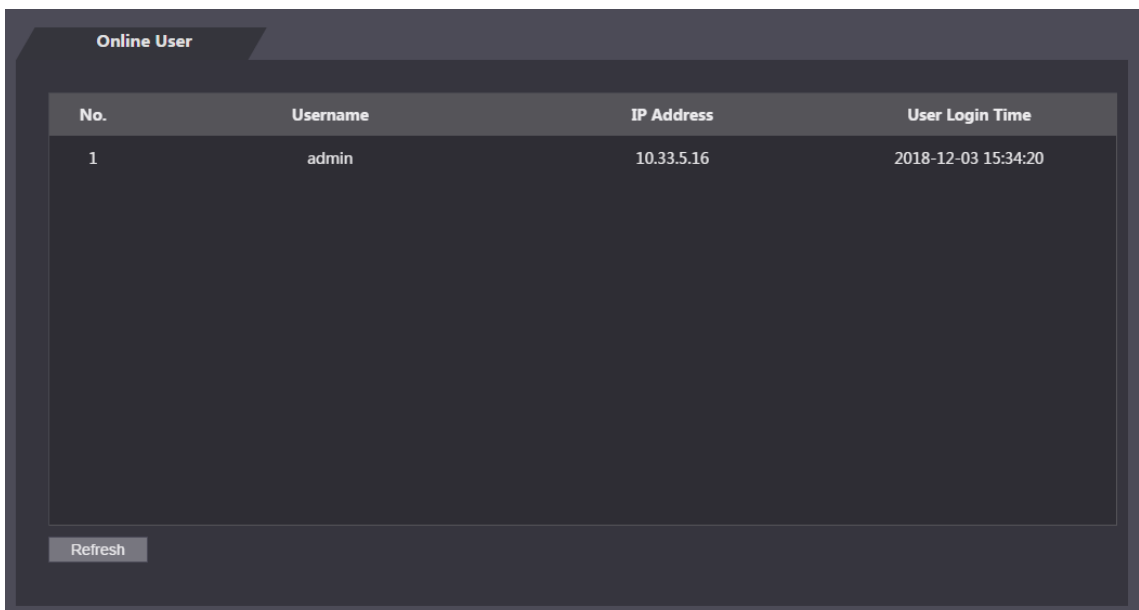 Online User
No. Username IP Address User Login Time
1 admin 10.33.5.16 2018-12-03 15:34:20
Refresh